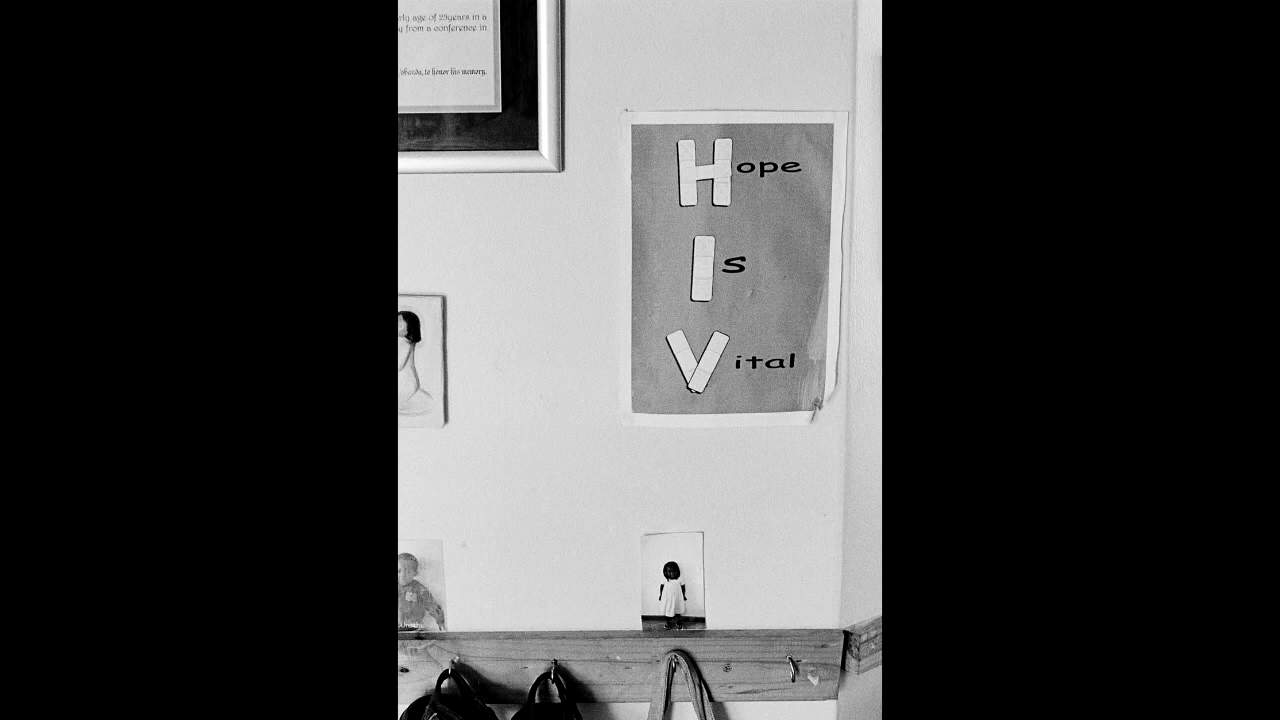 rly age of 25years in a
from a conference in
to honor his memory.
Hope
Is
Vital